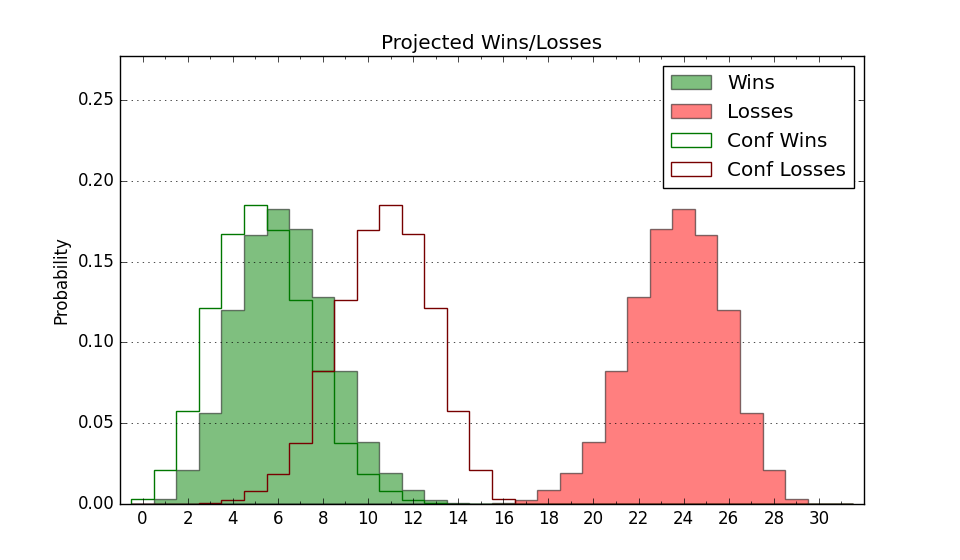 Projected Wins/Losses
Wins
Losses
Conf Wins
Conf Losses
Probability
0.25
0.20
0.15
0.10
0.05
0.00
0 2 4 6 8 10 12 14 16 18 20 22 24 26 28 30